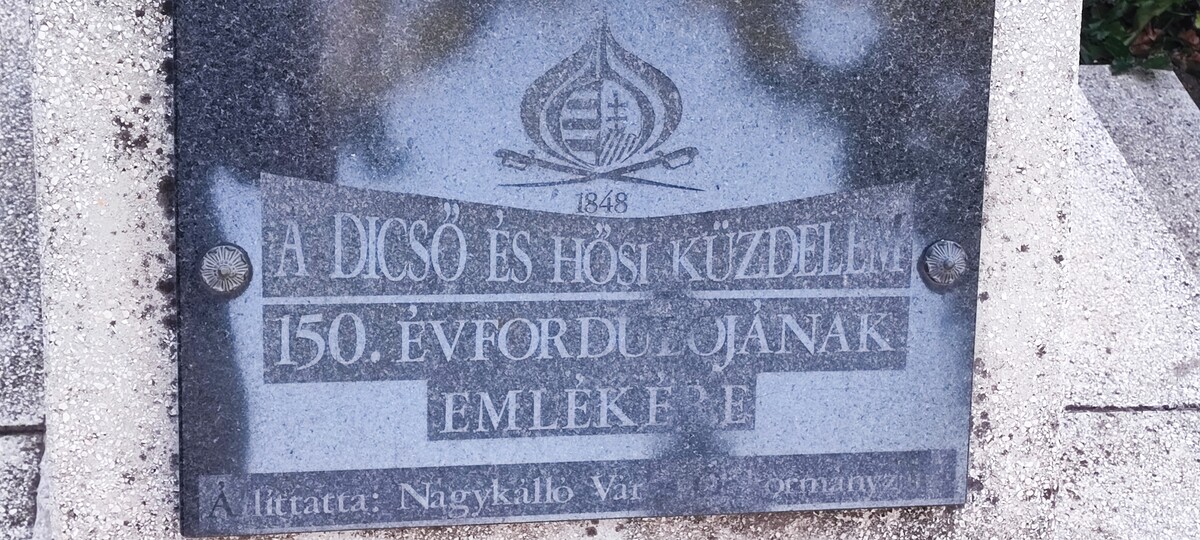 1848
A DICSŐ ÉS HŐSI KÜZDELEM
150. ÉVFORDULÓJÁNAK
EMLÉKÉRE
Állíttatta: Nagykálló